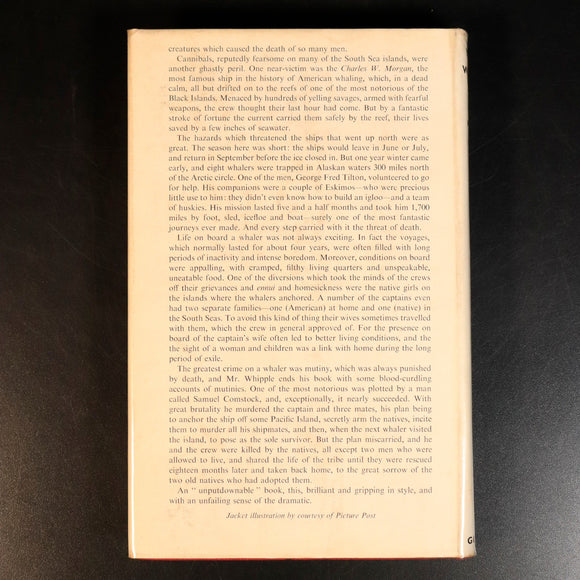 creatures which caused the death of so many men.
Cannibals, reputedly fearsome on many of the South Sea islands, were
another ghastly peril. One near-victim was the Charles W. Morgan, the
most famous ship in the history of American whaling, which, in a dead
calm, all but drifted on to the reefs of one of the most notorious of the
Black Islands. Menaced by hundreds of yelling savages, armed with fearful
weapons, the crew thought their last hour had come. But by a fantastic
stroke of fortune the current carried them safely by the reef, their lives
saved by a few inches of seawater.
The hazards which threatened the ships that went up north were as
great. The season here was short: the ships would leave in June or July,
and return in September before the ice closed in. But one year winter came
early, and eight whalers were trapped in Alaskan waters 300 miles north
of the Arctic circle. One of the men, George Fred Tilton, volunteered to go
for help. His companions were a couple of Eskimos—who were precious
little use to him: they didn't even know how to build an igloo—and a team
of huskies. His mission lasted five and a half months and took him 1,700
miles by foot, sled, icefloe and boat—surely one of the most fantastic
journeys ever made. And every step carried with it the threat of death.
Life on board a whaler was not always exciting. In fact the voyages,
which normally lasted for about four years, were often filled with long
periods of inactivity and intense boredom. Moreover, conditions on board
were appalling, with cramped, filthy living quarters and unspeakable,
uneatable food. One of the diversions which took the minds of the crews
off their grievances and ennui and homesickness were the native girls on
the islands where the whalers anchored. A number of the captains even
had two separate families—one (American) at home and one (native) in the
South Seas. To avoid this kind of thing their wives sometimes travelled
with them, which the crew in general approved of. For the presence on
board of the captain's wife often led to better living conditions, and the
the sight of a woman and children was a link with home during the long
period of exile.
The greatest crime on a whaler was mutiny, which was always punished
by death, and Mr. Whipple ends his book with some blood-curdling
accounts of mutinies. One of the most notorious was plotted by a man
called Samuel Comstock, and, exceptionally, it nearly succeeded. With
great brutality he murdered the captain and three mates, his plan being
to anchor the ship off some Pacific Island, secretly arm the natives, incite
them to murder all his shipmates, and then, when the next whaler visited
the island, to pose as the sole survivor. But the plan miscarried, and he
and the crew were killed by the natives, all except two men who were
allowed to live, and shared the life of the tribe until they were rescued
eighteen months later and taken back home, to the great sorrow of the
two old natives who had adopted them.
An "unputdownable" book, this, brilliant and gripping in style, and
with an unfailing sense of the dramatic.
Jacket illustration by courtesy of Picture Post